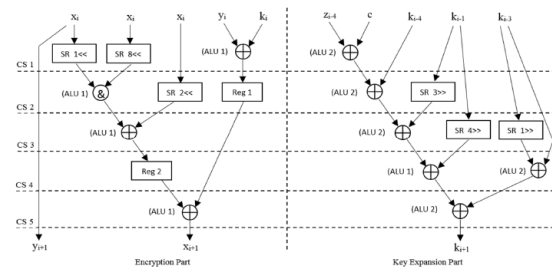 xi xi xi yi ki zi-4 c ki-4 ki-1 ki-3
SR 1<< SR 8<< (ALU 1) (ALU 2)
CS 1
(ALU 1) & SR 2<< Reg 1 (ALU 2) SR 3>>
CS 2
(ALU 1) (ALU 2) SR 4>> SR 1>>
CS 3
Reg 2 (ALU 1) (ALU 2)
CS 4
(ALU 1) (ALU 2)
CS 5
yi+1 xi+1 ki+1
Encryption Part Key Expansion Part